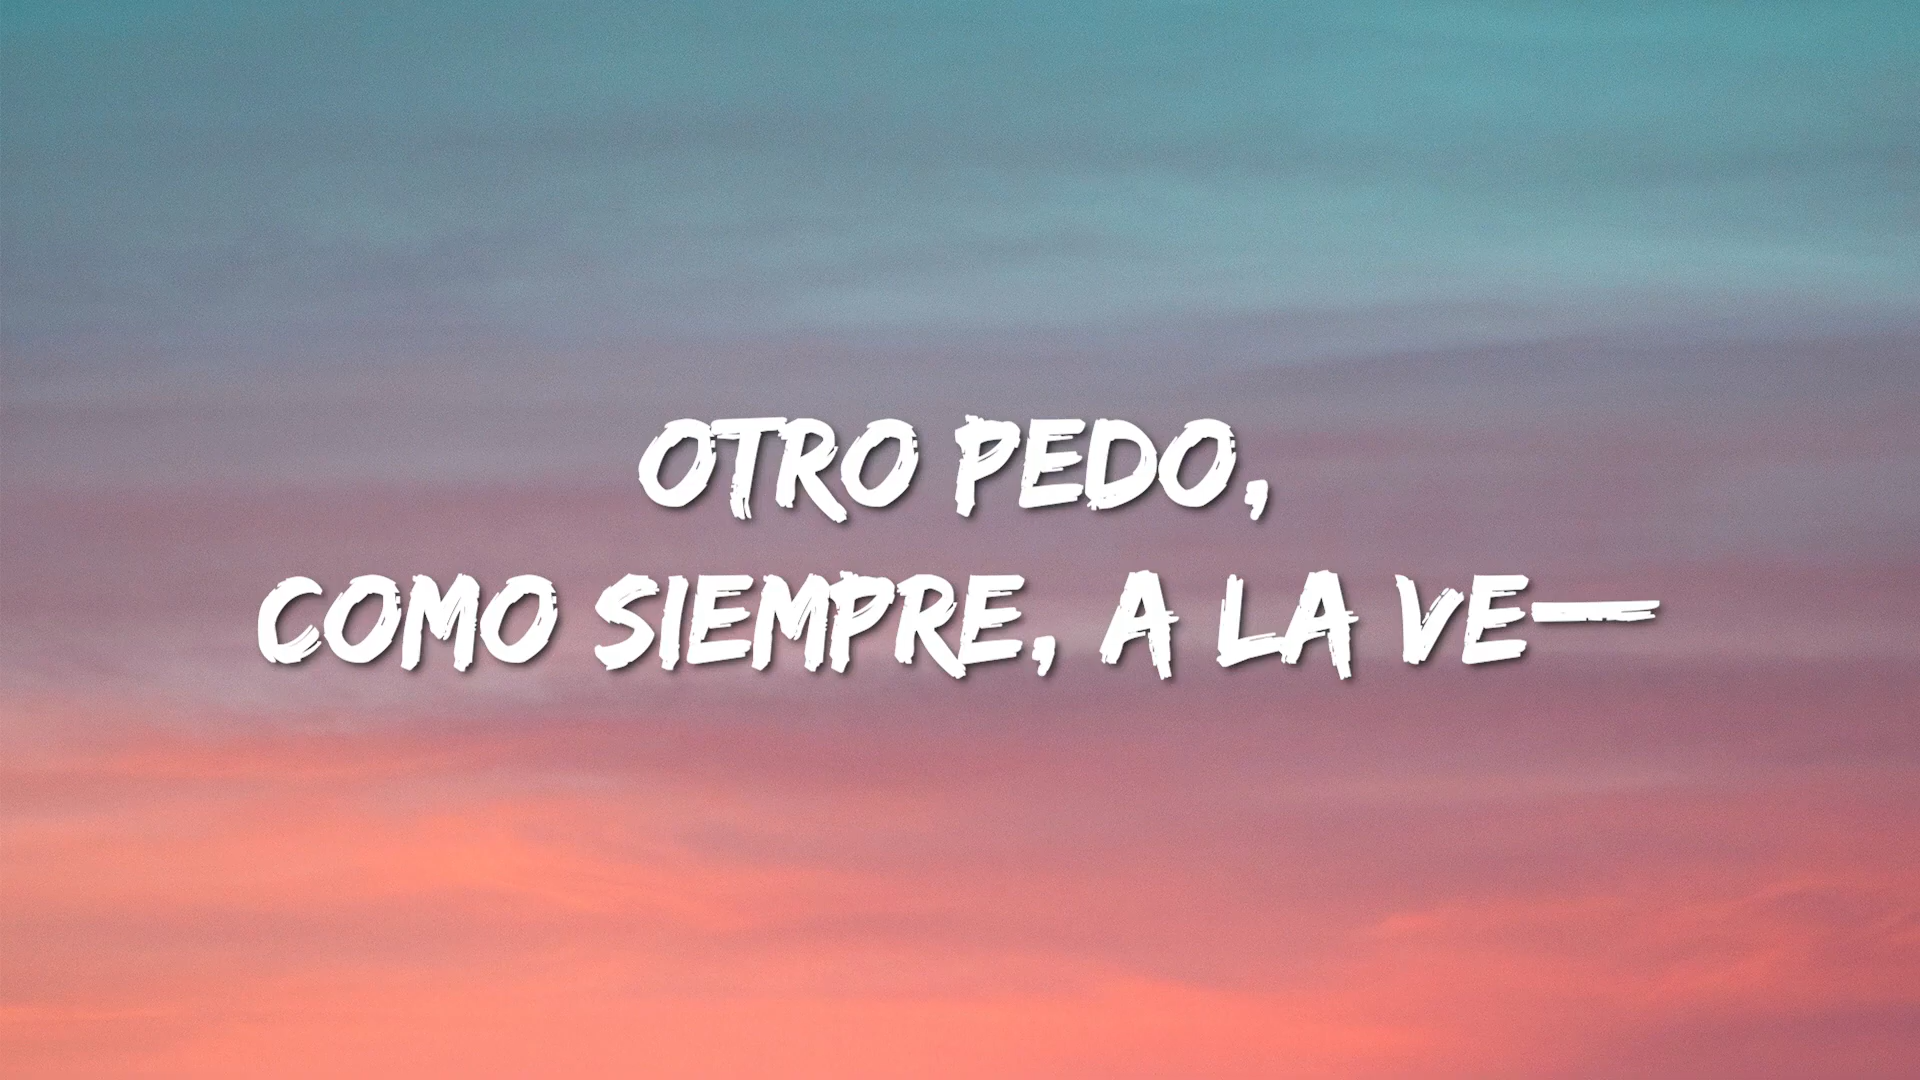 OTRO PEDO,
COMO SIEMPRE, A LA VE—